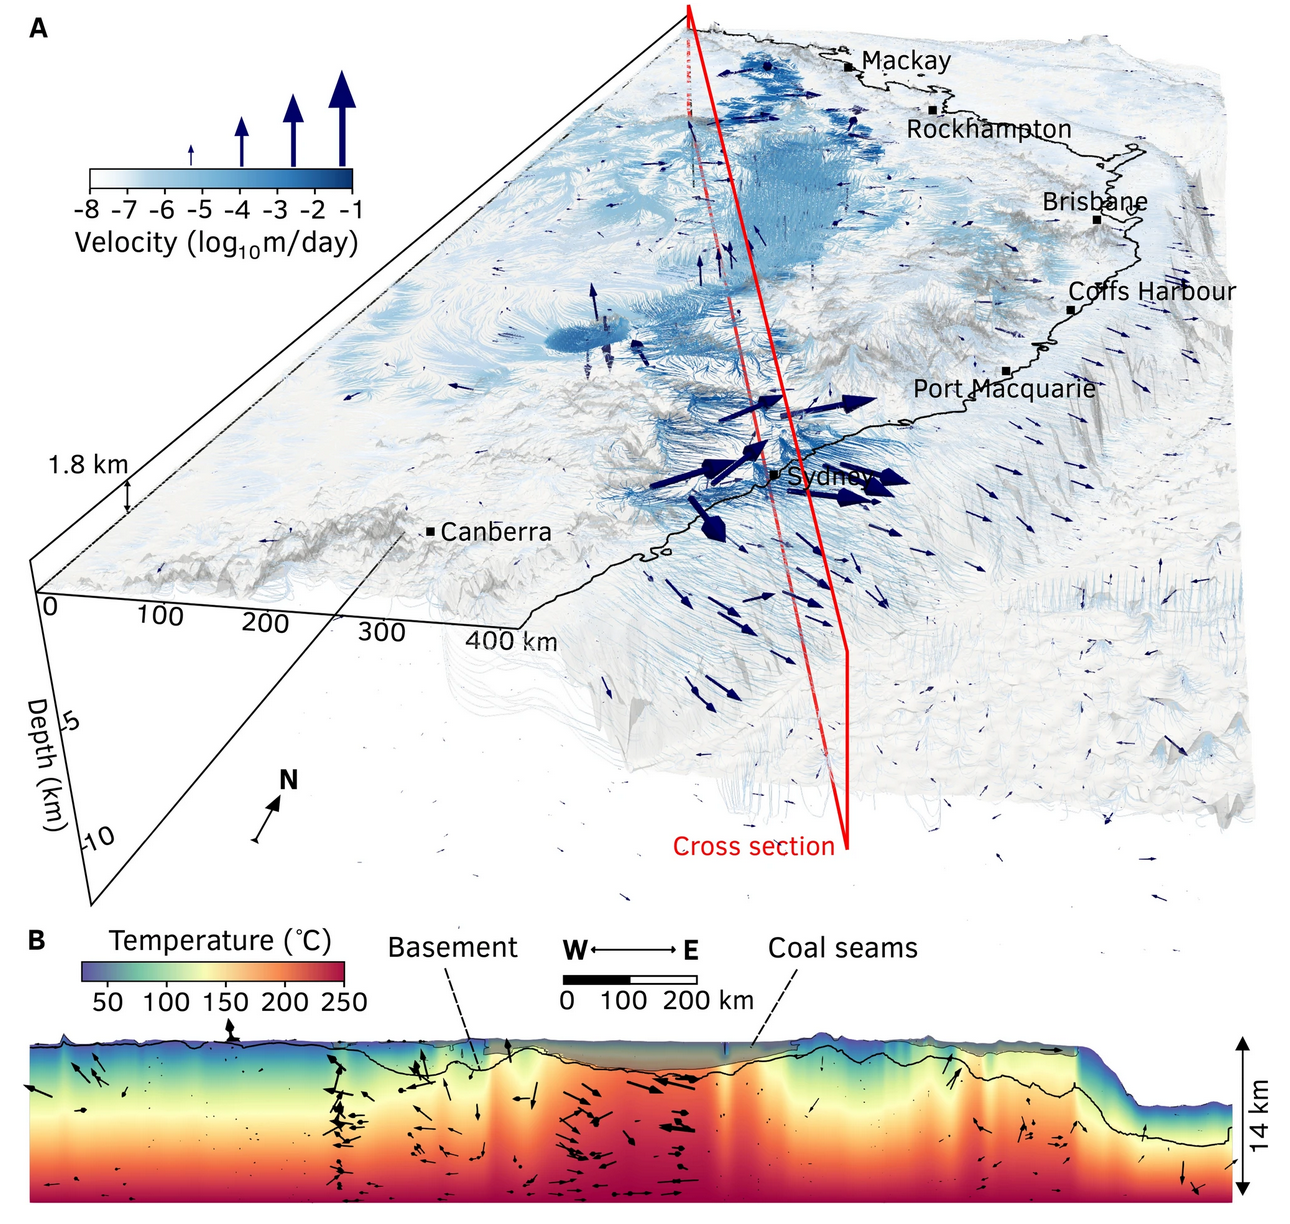 A
Mackay
Rockhampton
-8 -7 -6 -5 -4 -3 -2 -1
Velocity (log10m/day)
Brisbane
Coffs Harbour
Port Macquarie
1.8 km
Sydney
Canberra
0 100 200 300 400 km
Depth (km)
-5
-10
N
Cross section
B
Temperature (°C)
50 100 150 200 250
Basement
W E
0 100 200 km
Coal seams
14 km